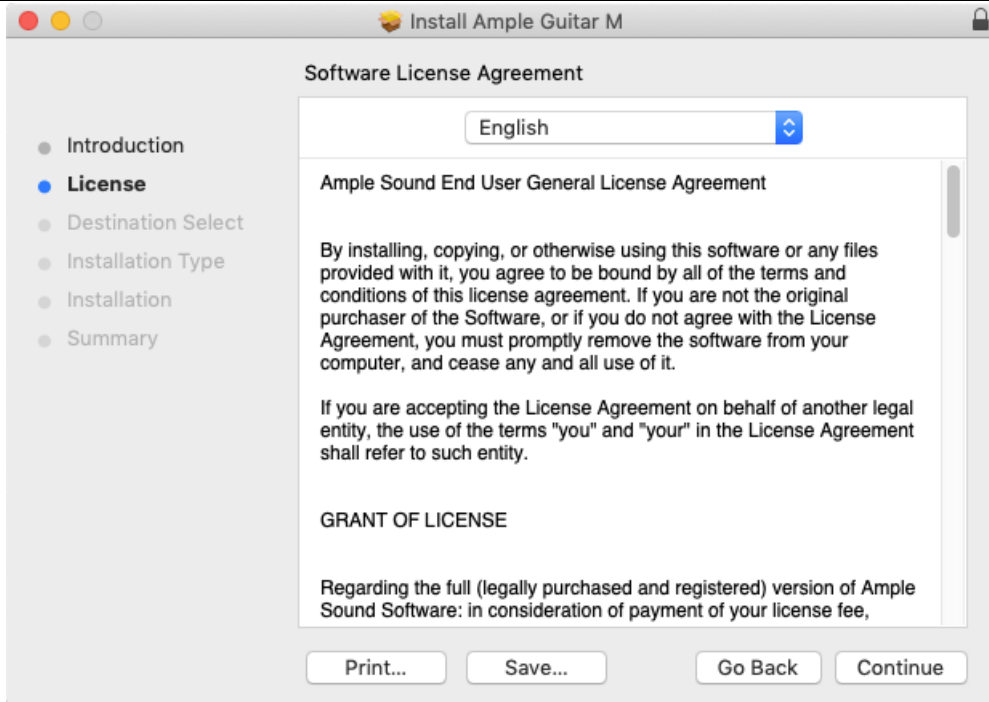 Install Ample Guitar M
Software License Agreement
English
Introduction
License
Destination Select
Installation Type
Installation
Summary
Ample Sound End User General License Agreement
By installing, copying, or otherwise using this software or any files
provided with it, you agree to be bound by all of the terms and
conditions of this license agreement. If you are not the original
purchaser of the Software, or if you do not agree with the License
Agreement, you must promptly remove the software from your
computer, and cease any and all use of it.
If you are accepting the License Agreement on behalf of another legal
entity, the use of the terms "you" and "your" in the License Agreement
shall refer to such entity.
GRANT OF LICENSE
Regarding the full (legally purchased and registered) version of Ample
Sound Software: in consideration of payment of your license fee,
Print...
Save...
Go Back
Continue